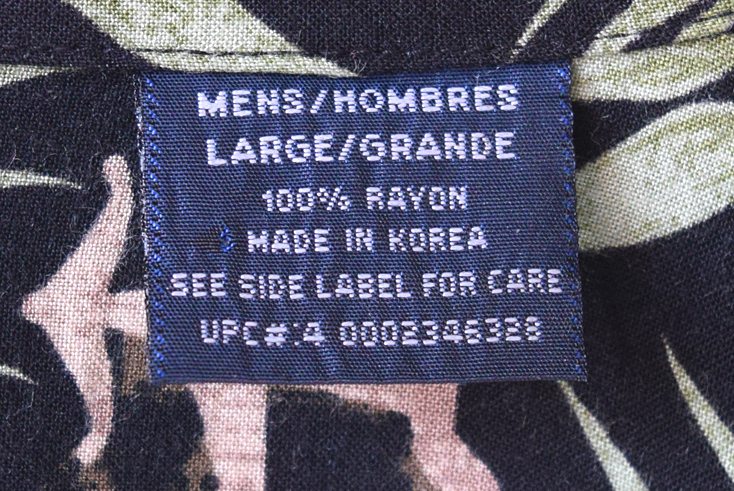 MENS/HOMBRES
LARGE/GRANDE
100% RAYON
MADE IN KOREA
SEE SIDE LABEL FOR CARE
UPC#:4 0002346328